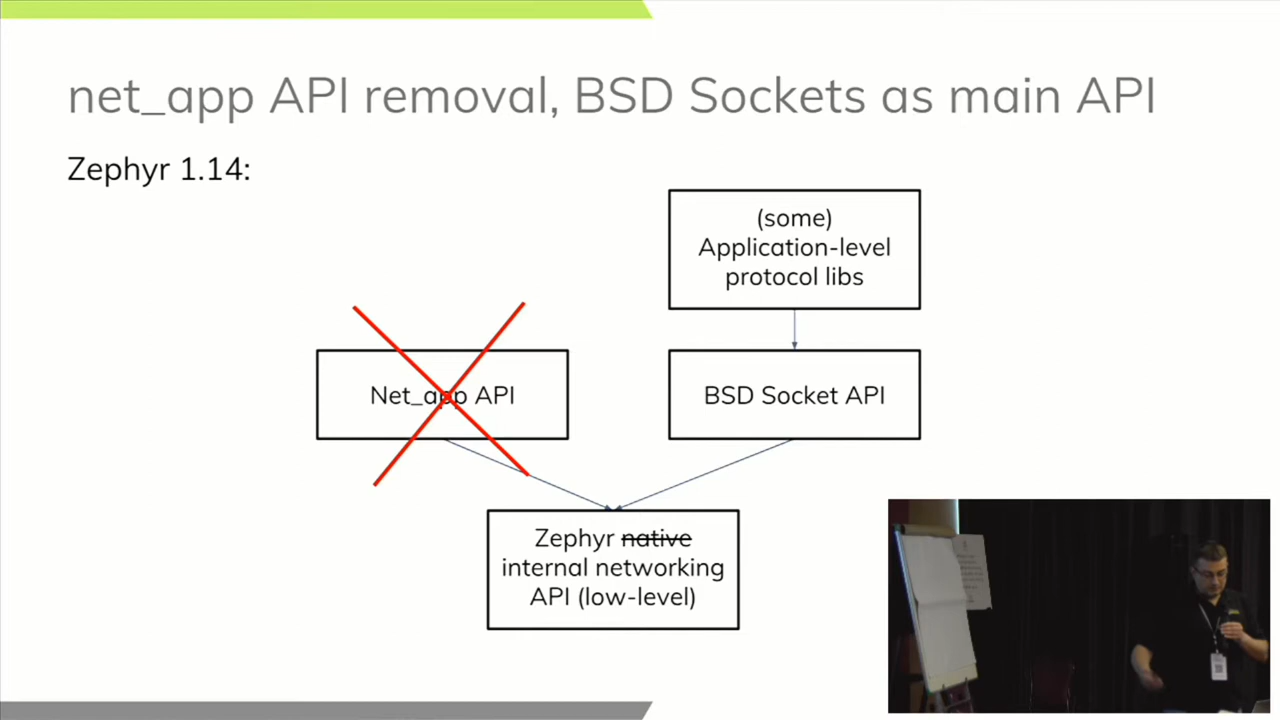 net_app API removal, BSD Sockets as main API
Zephyr 1.14:
(some)
Application-level
protocol libs
Net_app API
BSD Socket API
Zephyr native
internal networking
API (low-level)